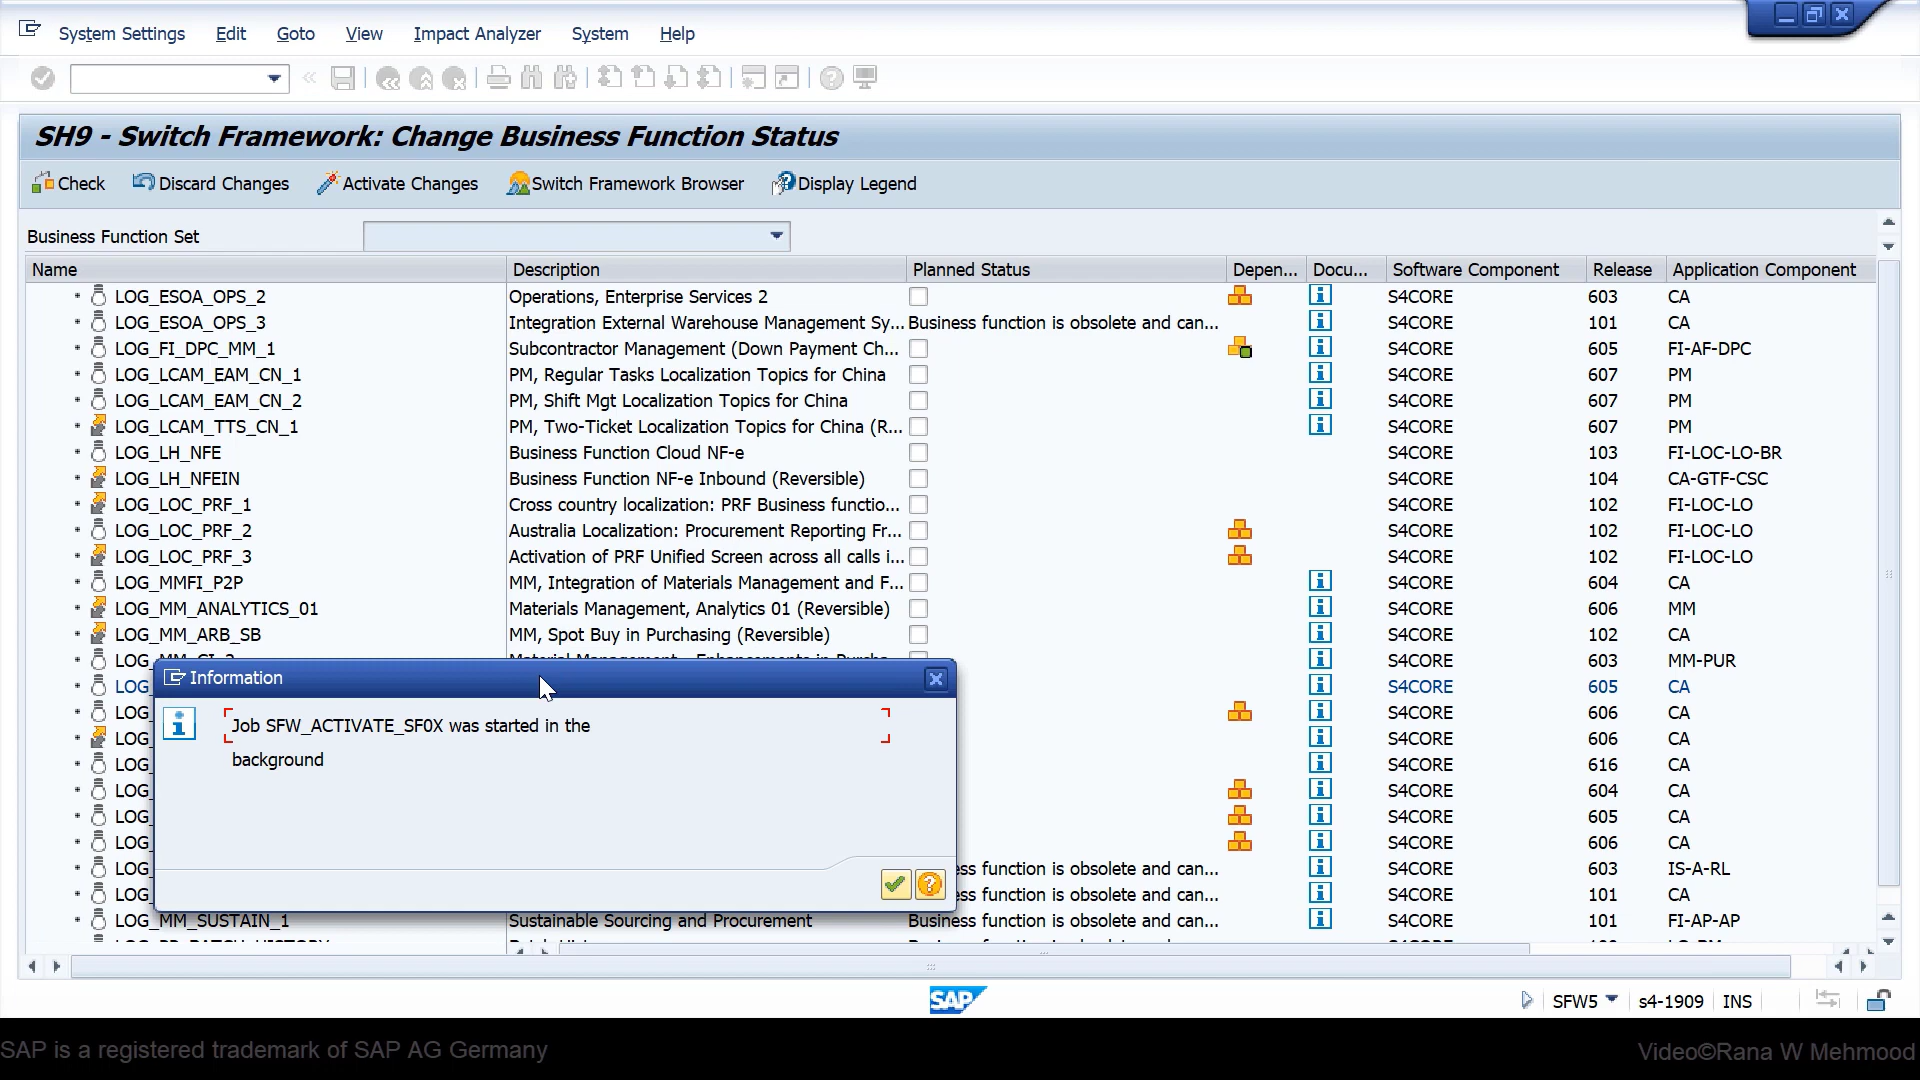 System Settings Edit Goto View Impact Analyzer System Help
SH9 - Switch Framework: Change Business Function Status
Check Discard Changes Activate Changes Switch Framework Browser Display Legend
Business Function Set
Name Description Planned Status Depen... Docu... Software Component Release Application Component
LOG_ESOA_OPS_2 Operations, Enterprise Services 2 S4CORE 603 CA
LOG_ESOA_OPS_3 Integration External Warehouse Management Sy... Business function is obsolete and can... S4CORE 101 CA
LOG_FI_DPC_MM_1 Subcontractor Management (Down Payment Ch... S4CORE 605 FI-AF-DPC
LOG_LCAM_EAM_CN_1 PM, Regular Tasks Localization Topics for China S4CORE 607 PM
LOG_LCAM_EAM_CN_2 PM, Shift Mgt Localization Topics for China S4CORE 607 PM
LOG_LCAM_TTS_CN_1 PM, Two-Ticket Localization Topics for China (R... S4CORE 607 PM
LOG_LH_NFE Business Function Cloud NF-e S4CORE 103 FI-LOC-LO-BR
LOG_LH_NFEIN Business Function NF-e Inbound (Reversible) S4CORE 104 CA-GTF-CSC
LOG_LOC_PRF_1 Cross country localization: PRF Business functio... S4CORE 102 FI-LOC-LO
LOG_LOC_PRF_2 Australia Localization: Procurement Reporting Fr... S4CORE 102 FI-LOC-LO
LOG_LOC_PRF_3 Activation of PRF Unified Screen across all calls i... S4CORE 102 FI-LOC-LO
LOG_MMFI_P2P MM, Integration of Materials Management and F... S4CORE 604 CA
LOG_MM_ANALYTICS_01 Materials Management, Analytics 01 (Reversible) S4CORE 606 MM
LOG_MM_ARB_SB MM, Spot Buy in Purchasing (Reversible) S4CORE 102 CA
S4CORE 603 MM-PUR
LOG S4CORE 605 CA
LOG_ S4CORE 606 CA
LOG_ S4CORE 606 CA
LOG_ S4CORE 616 CA
LOG_ S4CORE 604 CA
LOG_ S4CORE 605 CA
LOG_ S4CORE 606 CA
LOG_ ss function is obsolete and can... S4CORE 603 IS-A-RL
LOG_ ss function is obsolete and can... S4CORE 101 CA
LOG_MM_SUSTAIN_1 Sustainable Sourcing and Procurement Business function is obsolete and can... S4CORE 101 FI-AP-AP
Information
Job SFW_ACTIVATE_SF0X was started in the
background
SAP SFW5 s4-1909 INS
SAP is a registered trademark of SAP AG Germany
Video©Rana W Mehmood